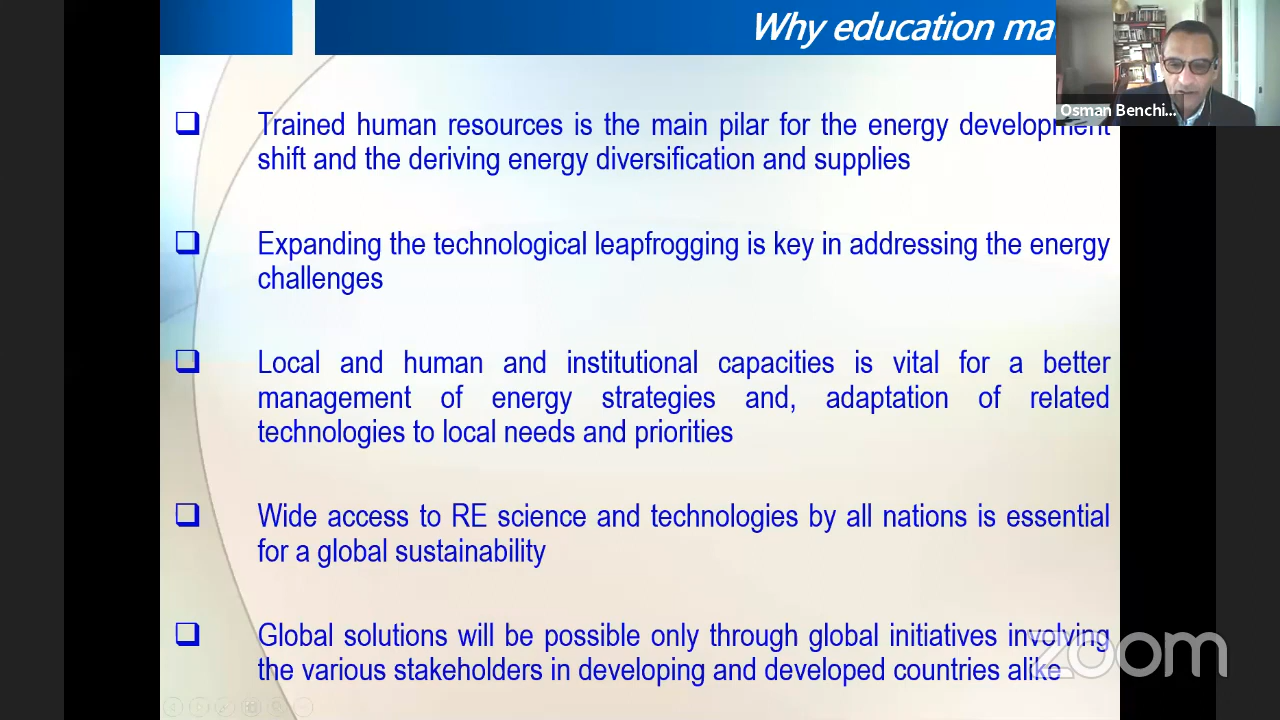 Why education ma
Osman Benchi...
Trained human resources is the main pilar for the energy development
shift and the deriving energy diversification and supplies
Expanding the technological leapfrogging is key in addressing the energy
challenges
Local and human and institutional capacities is vital for a better
management of energy strategies and, adaptation of related
technologies to local needs and priorities
Wide access to RE science and technologies by all nations is essential
for a global sustainability
Global solutions will be possible only through global initiatives involving
the various stakeholders in developing and developed countries alike
zoom